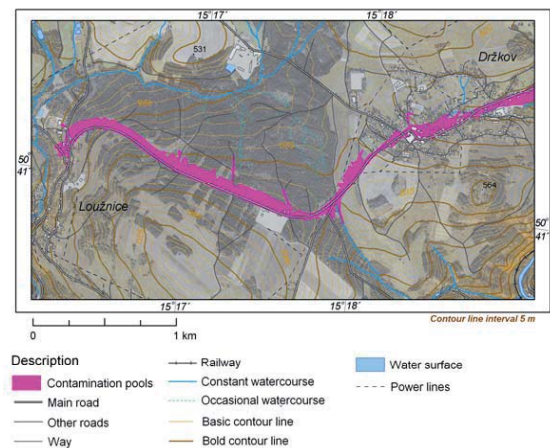 15°17' 15°18'
531
Držkov
50°41'
Loužnice
564
50°41'
15°17' 15°18'
Contour line interval 5 m
0 1 km
Description
Contamination pools
Main road
Other roads
Way
Railway
Constant watercourse
Occasional watercourse
Basic contour line
Bold contour line
Water surface
Power lines